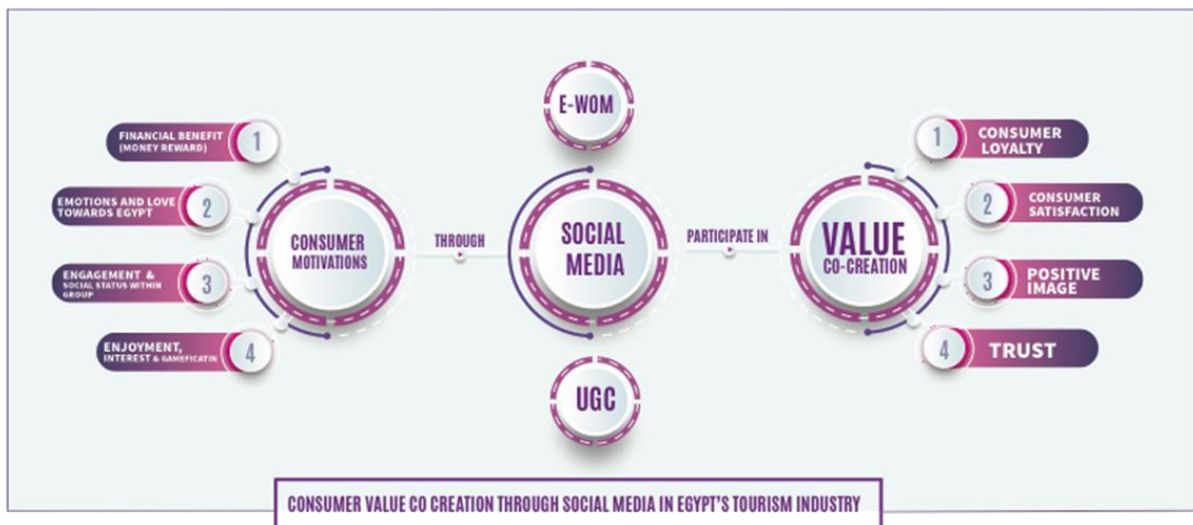 FINANCIAL BENEFIT
(MONEY REWARD)
1
EMOTIONS AND LOVE
TOWARDS EGYPT
2
ENGAGEMENT &
SOCIAL STATUS WITHIN
GROUP
3
ENJOYMENT,
INTEREST & GAMEFICATIN
4
CONSUMER
MOTIVATIONS
THROUGH
E-WOM
SOCIAL
MEDIA
UGC
PARTICIPATE IN
VALUE
CO-CREATION
1
CONSUMER
LOYALTY
2
CONSUMER
SATISFACTION
3
POSITIVE
IMAGE
4
TRUST
CONSUMER VALUE CO CREATION THROUGH SOCIAL MEDIA IN EGYPT'S TOURISM INDUSTRY